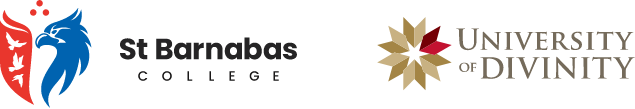 St Barnabas
COLLEGE
UNIVERSITY
OF DIVINITY